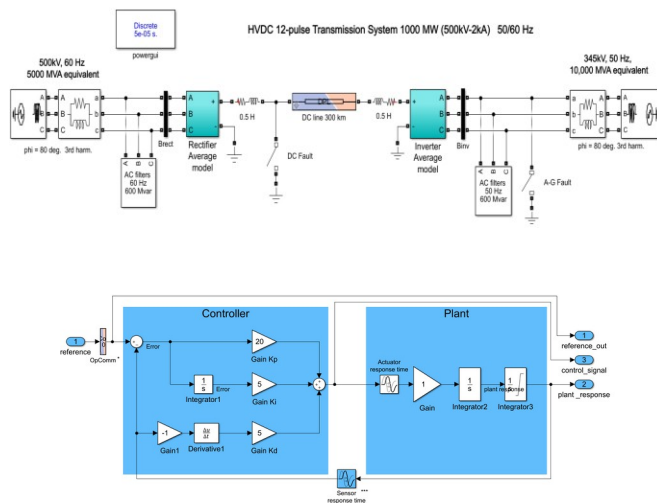 Discrete
5e-05 s.
powergui
HVDC 12-pulse Transmission System 1000 MW (500kV-2kA) 50/60 Hz
500kV, 60 Hz
5000 MVA equivalent
345kV, 50 Hz,
10,000 MVA equivalent
A
B
C
A
B
C
a
b
c
A
B
C
+
-
0.5 H
DC line 300 km
0.5 H
+
-
A
B
C
a
b
c
A
B
C
phi = 80 deg. 3rd harm.
Brect
Rectifier
Average
model
DC Fault
Inverter
Average
model
Binv
A-G Fault
phi = 80 deg. 3rd harm.
A B C
AC filters
60 Hz
600 Mvar
A B C
AC filters
50 Hz
600 Mvar
Controller
Plant
1
reference
OpComm
Error
20
Gain Kp
1
s
Integrator1
Error
5
Gain Ki
-1
Gain1
Δu
Δt
Derivative1
5
Gain Kd
Actuator
response time
1
Gain
1
s
Integrator2
plant response
1
s
Integrator3
1
reference_out
3
control_signal
2
plant_response
Sensor
response time
...